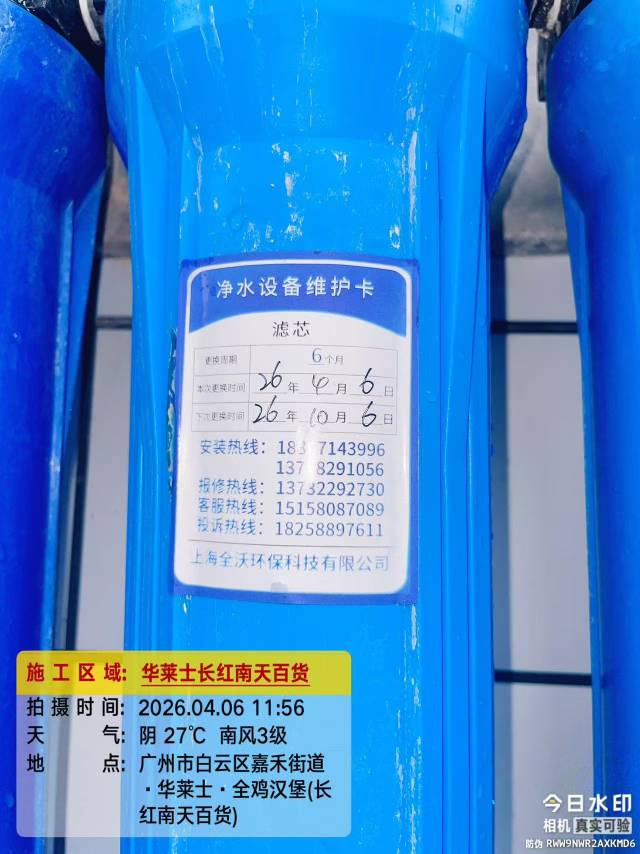 净水设备维护卡
滤芯
更换周期 6个月
本次更换时间 26 年 4 月 6 日
下次更换时间 26 年 10 月 6 日
安装热线:
报修热线: 13732292730
客服热线: 15158087089
投诉热线: 18258897611
上海全沃环保科技有限公司
施工区域: 华莱士长红南天百货
拍摄时间: 2026.04.06 11:56
天气: 阴 27℃ 南风3级
地点: 广州市白云区嘉禾街道
·华莱士·全鸡汉堡(长
红南天百货)
今日水印
相机 真实可验
防伪 RWW9NWR2AXKMD6